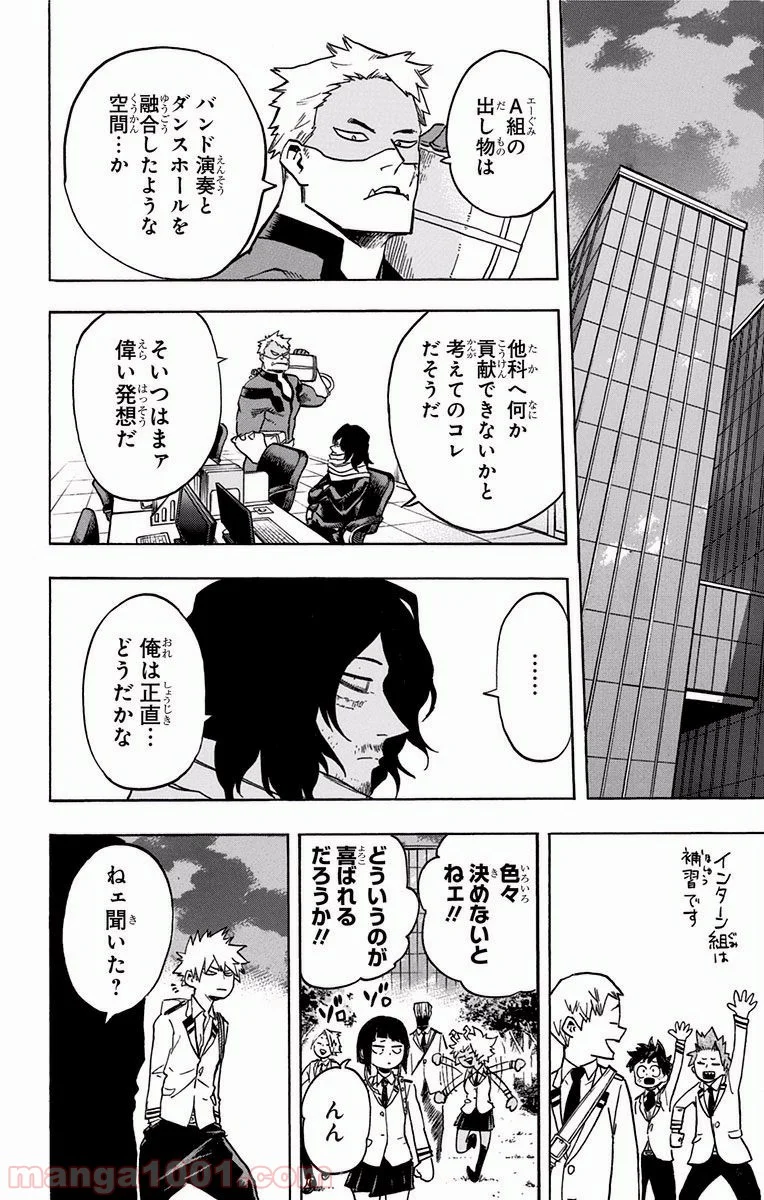 A組の
出し物は
バンド演奏と
ダンスホールを
融合したような
空間…か
他科へ何か
貢献できないかと
考えてのコレ
だそうだ
そいつはまァ
偉い発想だ
……
俺は正直…
どうだかな
インターン組は
補習です
色々
決めないと
ねェ!!
どういうのが
喜ばれる
だろうか!!
ゾロ
ゾロ
んん
ねェ聞いた?
manga1001.com